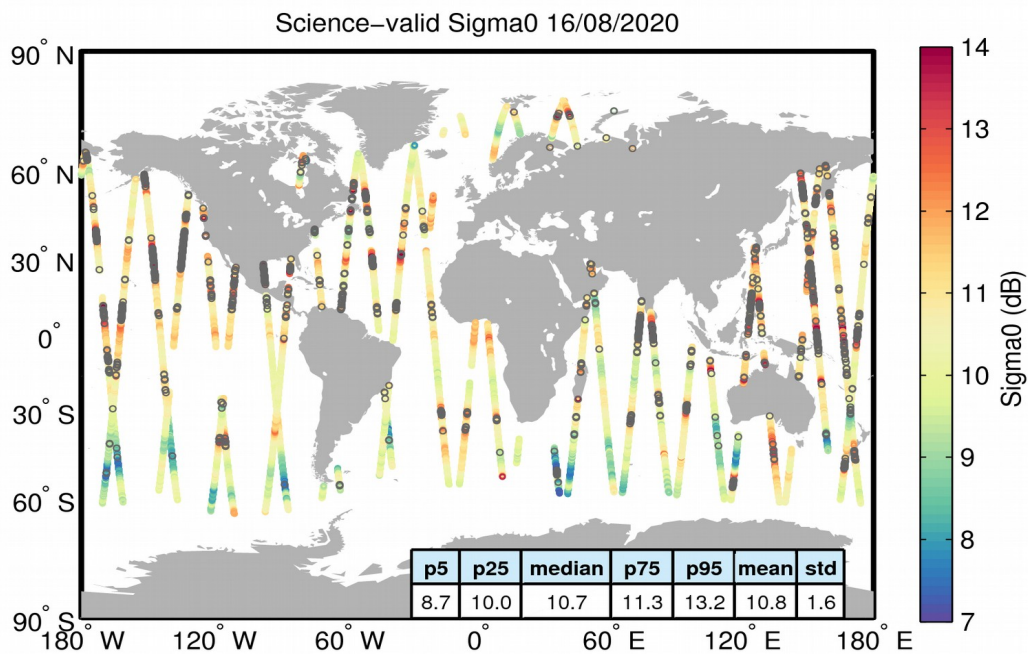 Science−valid Sigma0 16/08/2020
90° N
60° N
30° N
0°
30° S
60° S
90° S
180° W
120° W
60° W
0°
60° E
120° E
180° E
p5 p25 median p75 p95 mean std
8.7 10.0 10.7 11.3 13.2 10.8 1.6
14
13
12
11
10
9
8
7
Sigma0 (dB)